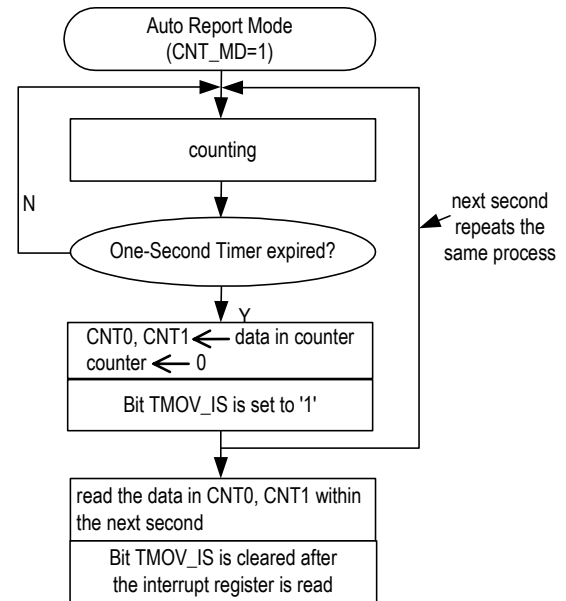 Auto Report Mode
(CNT_MD=1)
counting
N
next second
repeats the
same process
One-Second Timer expired?
Y
CNT0, CNT1 ← data in counter
counter ← 0
Bit TMOV_IS is set to '1'
read the data in CNT0, CNT1 within
the next second
Bit TMOV_IS is cleared after
the interrupt register is read